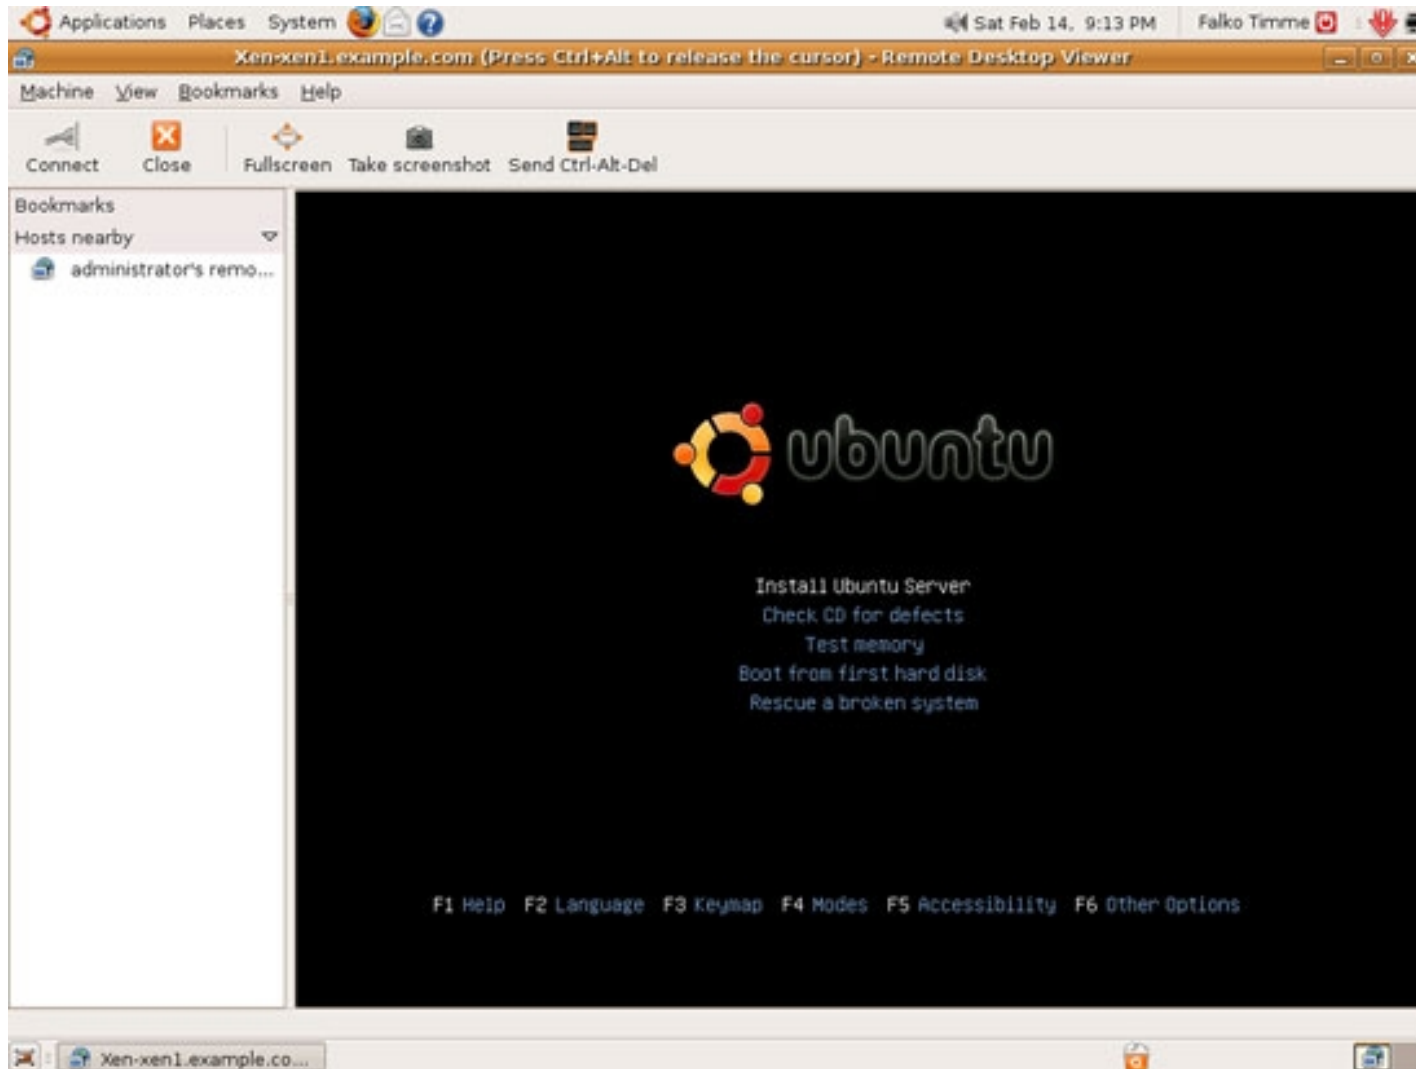 Applications Places System Sat Feb 14, 9:13 PM Falko Timme
Xen-xen1.example.com (Press Ctrl+Alt to release the cursor) - Remote Desktop Viewer
Machine View Bookmarks Help
Connect Close Fullscreen Take screenshot Send Ctrl-Alt-Del
Bookmarks
Hosts nearby
administrator's remo...
ubuntu
Install Ubuntu Server
Check CD for defects
Test memory
Boot from first hard disk
Rescue a broken system
F1 Help F2 Language F3 Keymap F4 Modes F5 Accessibility F6 Other Options
Xen-xen1.example.co...